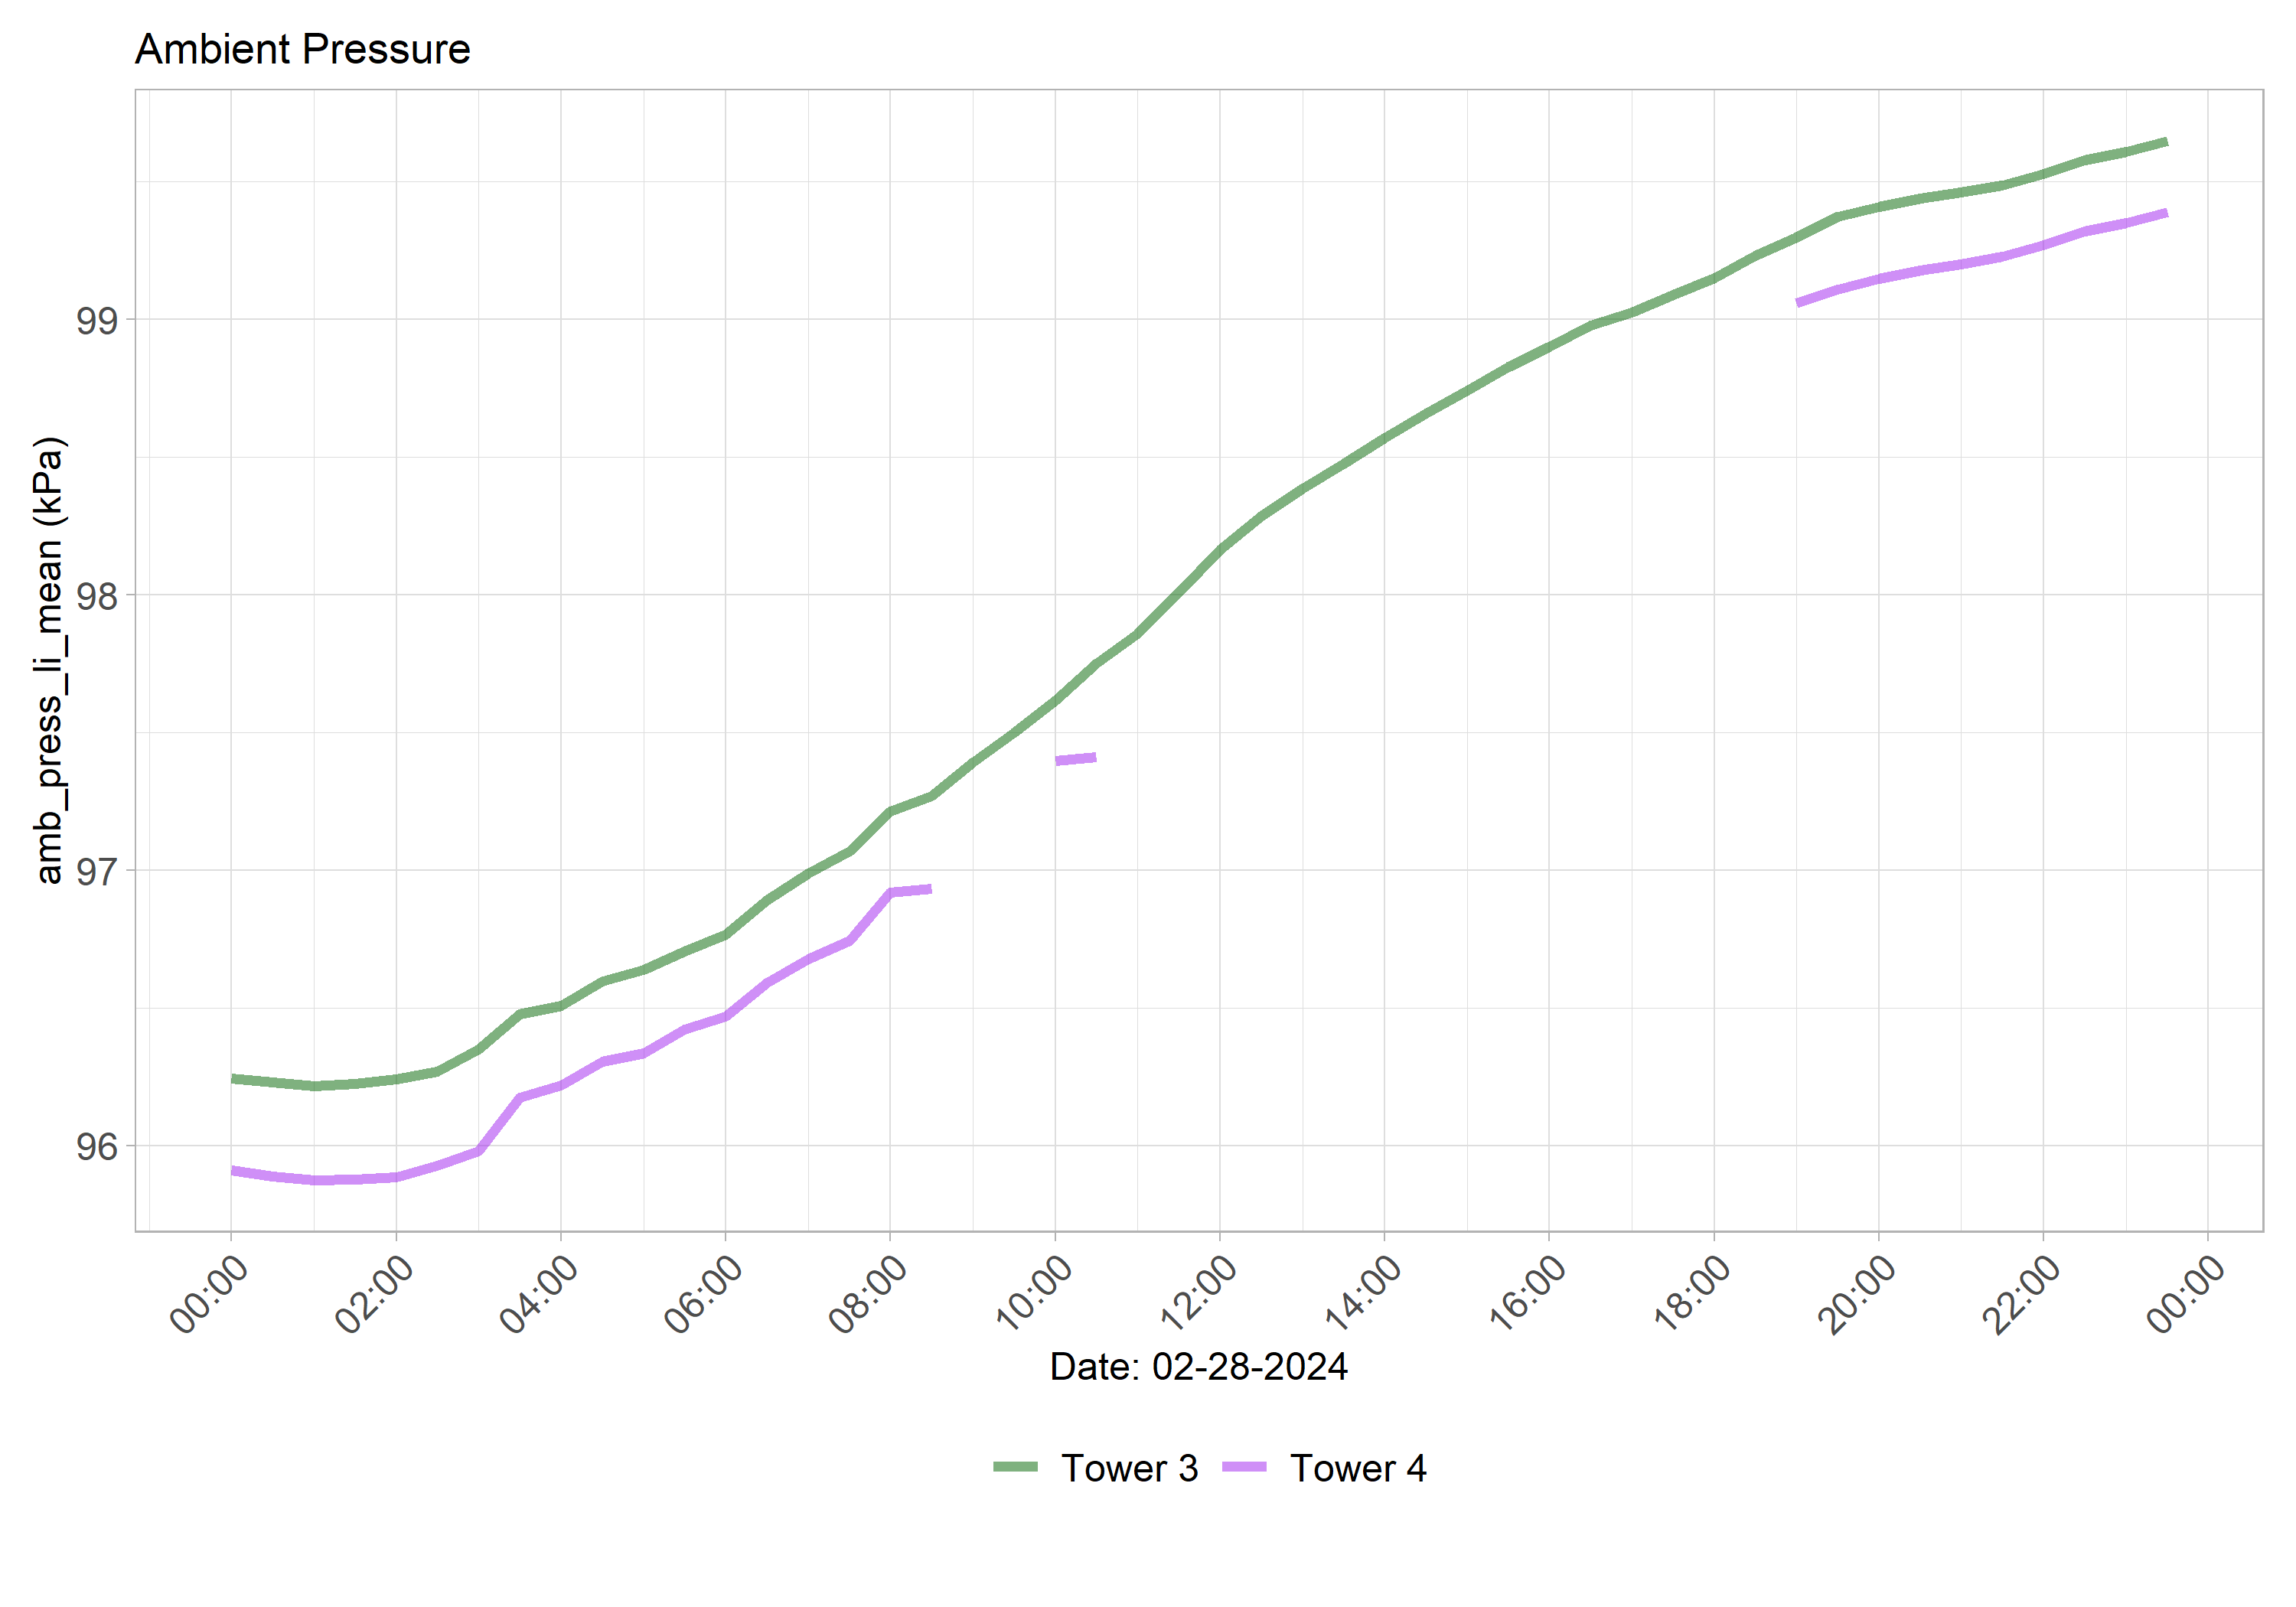 Ambient Pressure
amb_press_li_mean (kPa)
99
98
97
96
00:00 02:00 04:00 06:00 08:00 10:00 12:00 14:00 16:00 18:00 20:00 22:00 00:00
Date: 02-28-2024
Tower 3 Tower 4